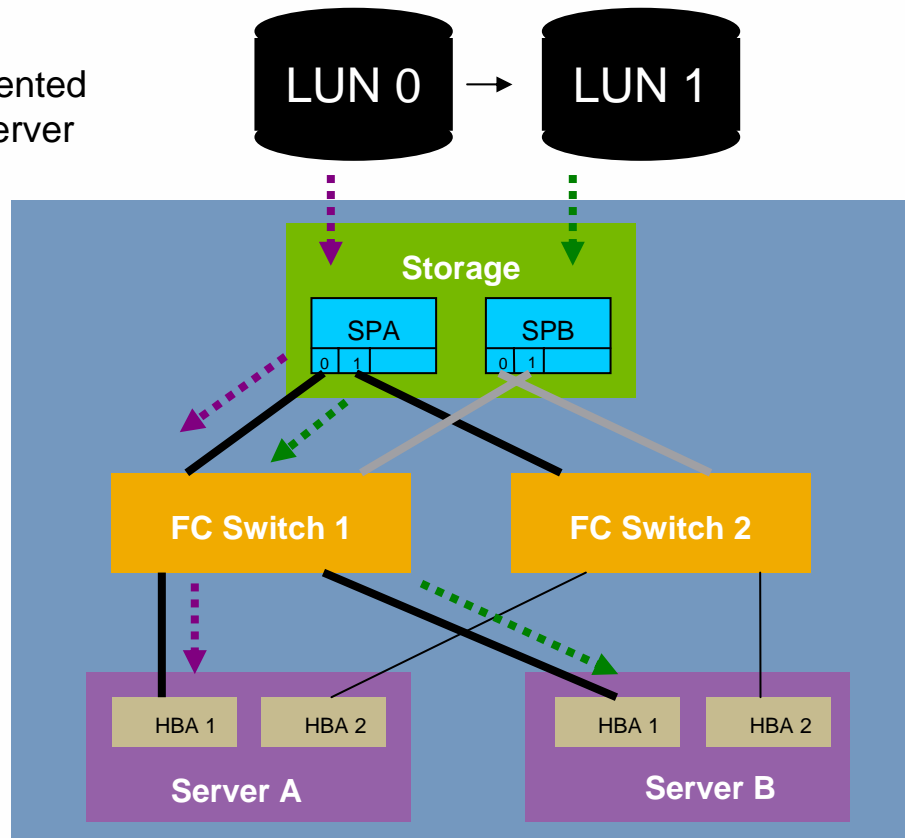 LUN 0
LUN 1
erver
Storage
SPA
SPB
0 1
0 1
FC Switch 1
FC Switch 2
HBA 1
HBA 2
HBA 1
HBA 2
Server A
Server B